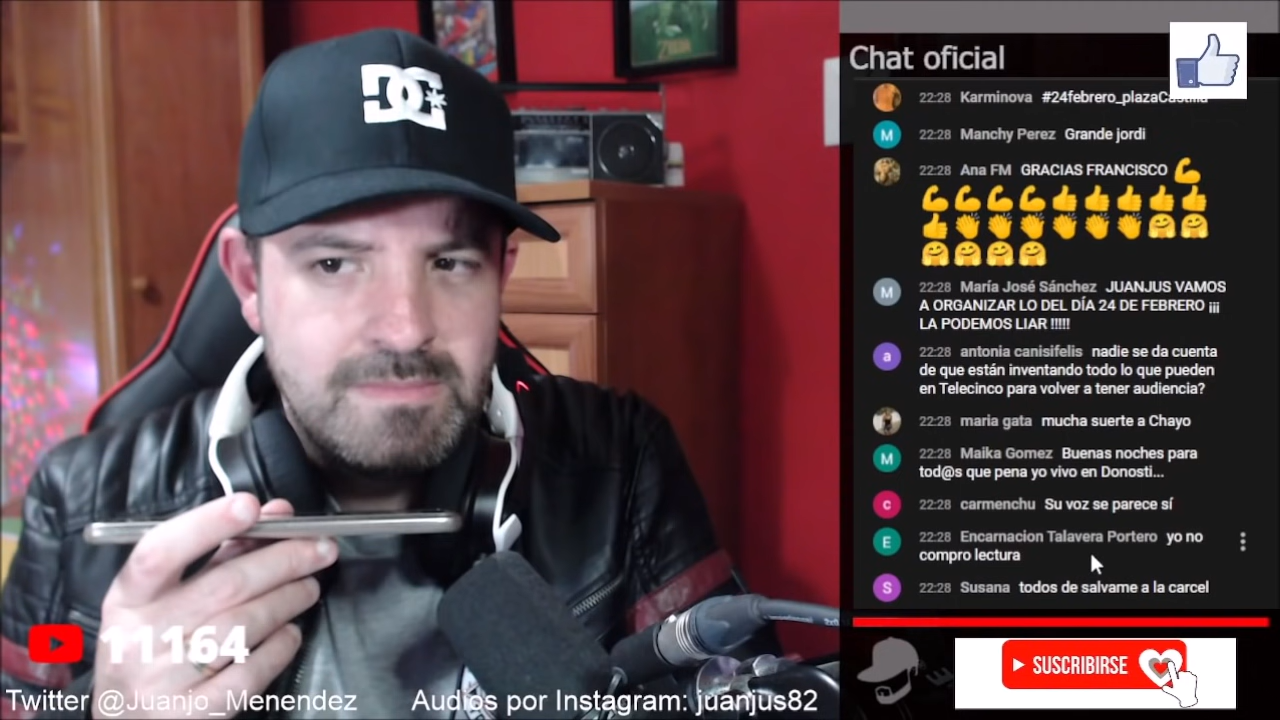 DC
Chat oficial
22:28 Karminova #24febrero_plazaCastilla
22:28 Manchy Perez Grande jordi
22:28 Ana FM GRACIAS FRANCISCO 💪
💪💪💪💪👍👍👍👍👍
👍👏👏👏👏👏👏🤗🤗
🤗🤗🤗🤗
M 22:28 María José Sánchez JUANJUS VAMOS
A ORGANIZAR LO DEL DÍA 24 DE FEBRERO ¡¡¡
LA PODEMOS LIAR !!!!!
a 22:28 antonia canisifelis nadie se da cuenta
de que están inventando todo lo que pueden
en Telecinco para volver a tener audiencia?
22:28 maria gata mucha suerte a Chayo
M 22:28 Maika Gomez Buenas noches para
tod@s que pena yo vivo en Donosti...
c 22:28 carmenchu Su voz se parece sí
E 22:28 Encarnacion Talavera Portero yo no
compro lectura
S 22:28 Susana todos de salvame a la carcel
11164
SUSCRIBIRSE
Twitter @Juanjo_Menendez Audios por Instagram: juanjus82